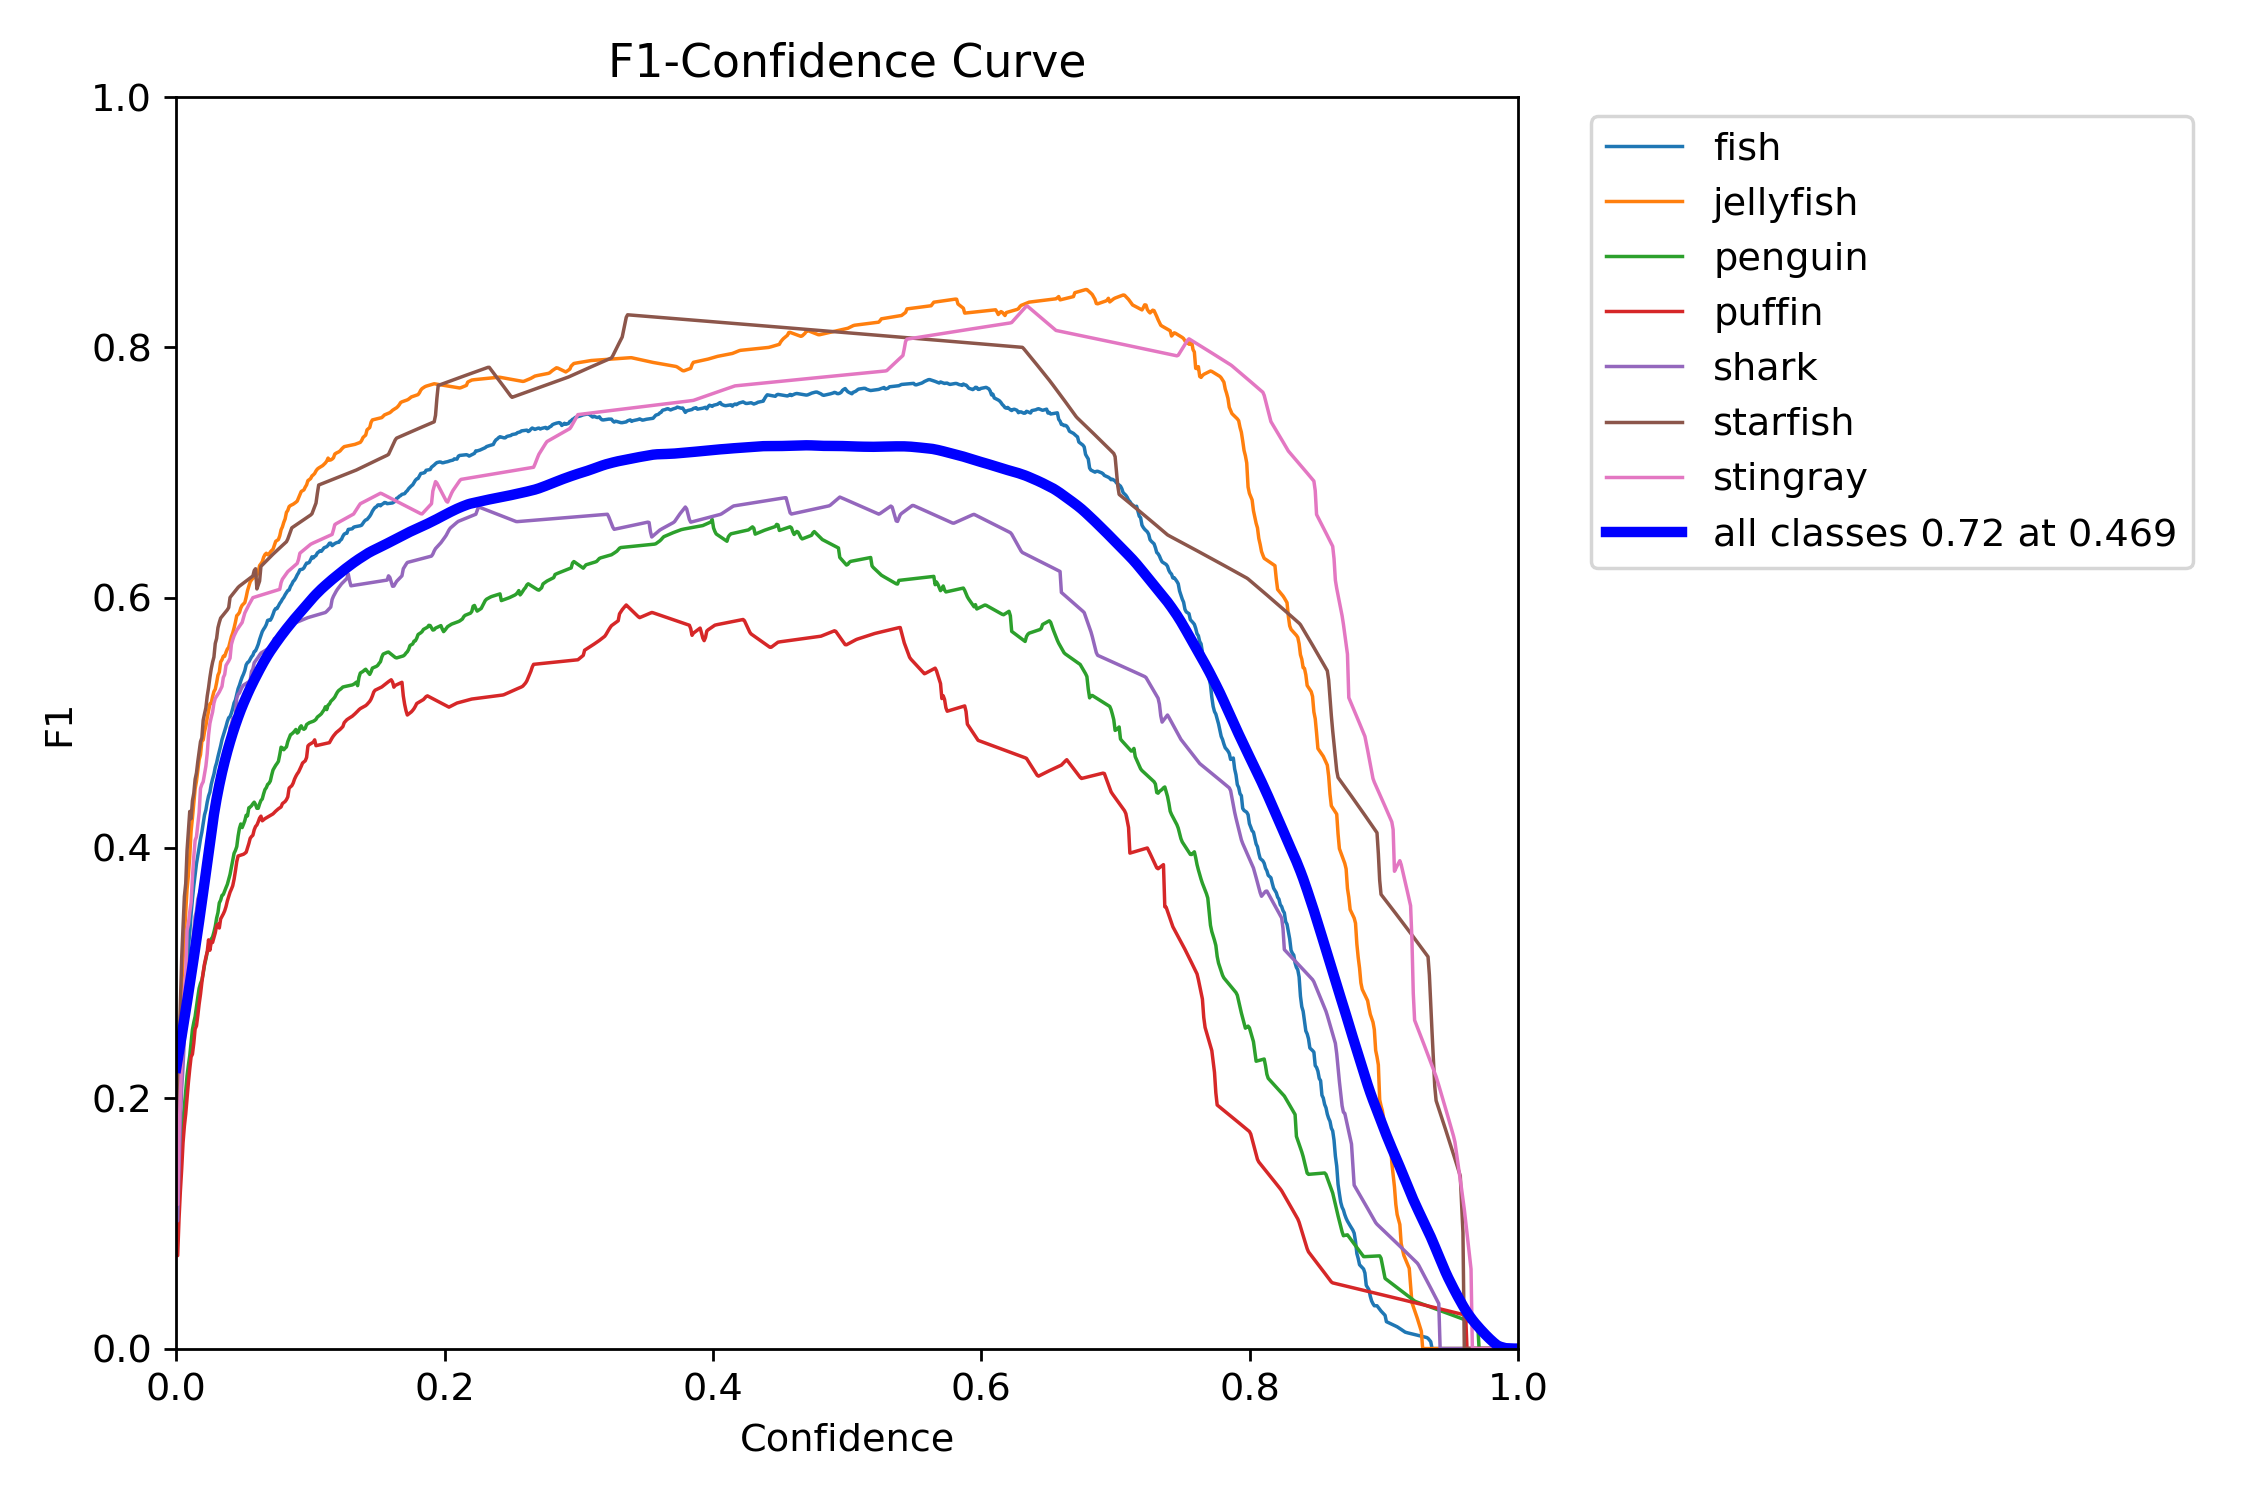 F1-Confidence Curve
1.0
0.8
0.6
0.4
0.2
0.0
F1
0.0 0.2 0.4 0.6 0.8 1.0
Confidence
fish
jellyfish
penguin
puffin
shark
starfish
stingray
all classes 0.72 at 0.469